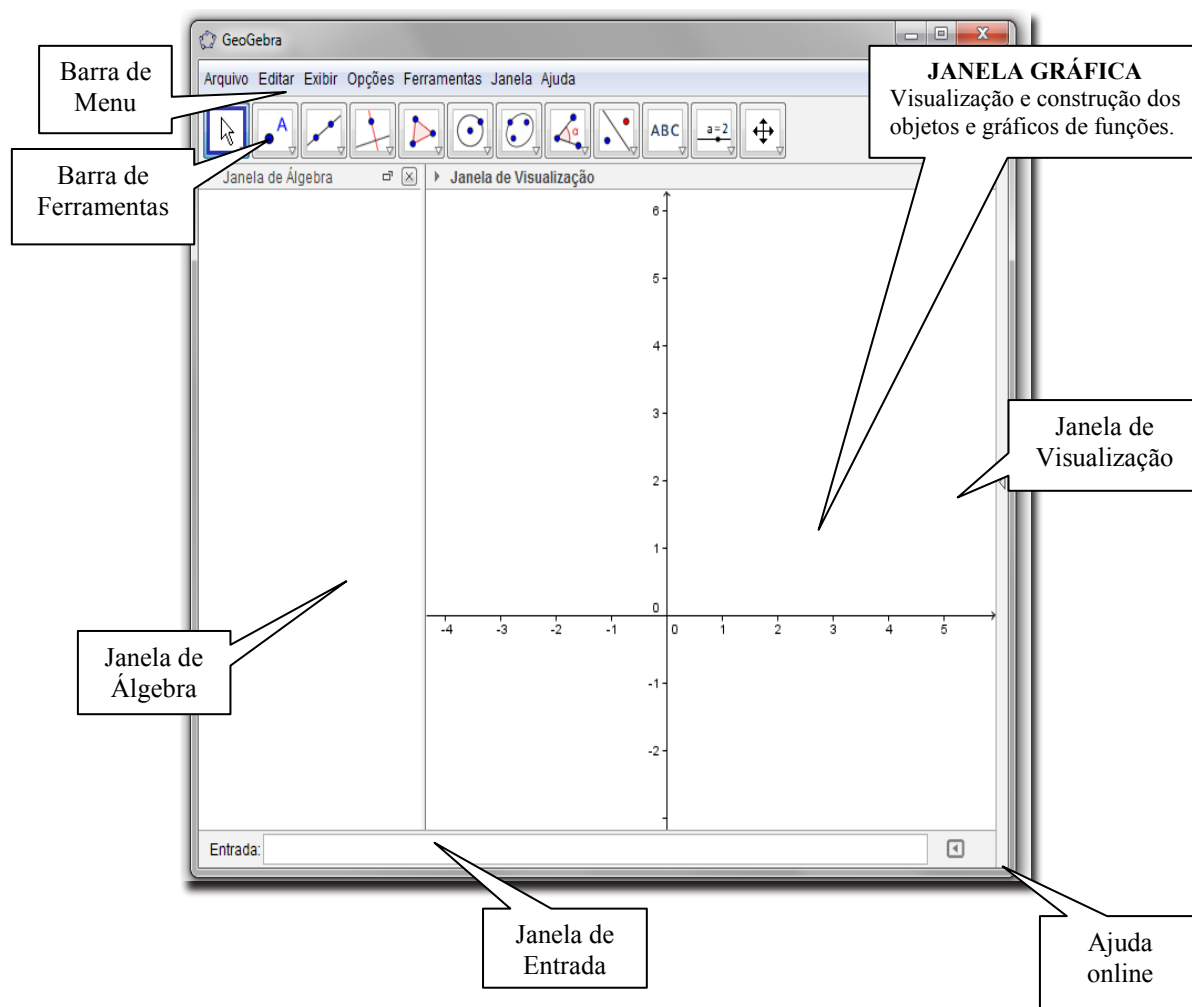 GeoGebra
Barra de
Menu
Arquivo Editar Exibir Opções Ferramentas Janela Ajuda
JANELA GRÁFICA
Visualização e construção dos
objetos e gráficos de funções.
A
α
ABC
a=2
Barra de
Ferramentas
Janela de Álgebra
Janela de Visualização
6
5
4
3
2
1
0
-4 -3 -2 -1 0 1 2 3 4 5
-1
-2
Janela de
Visualização
Janela de
Álgebra
Entrada:
Janela de
Entrada
Ajuda
online